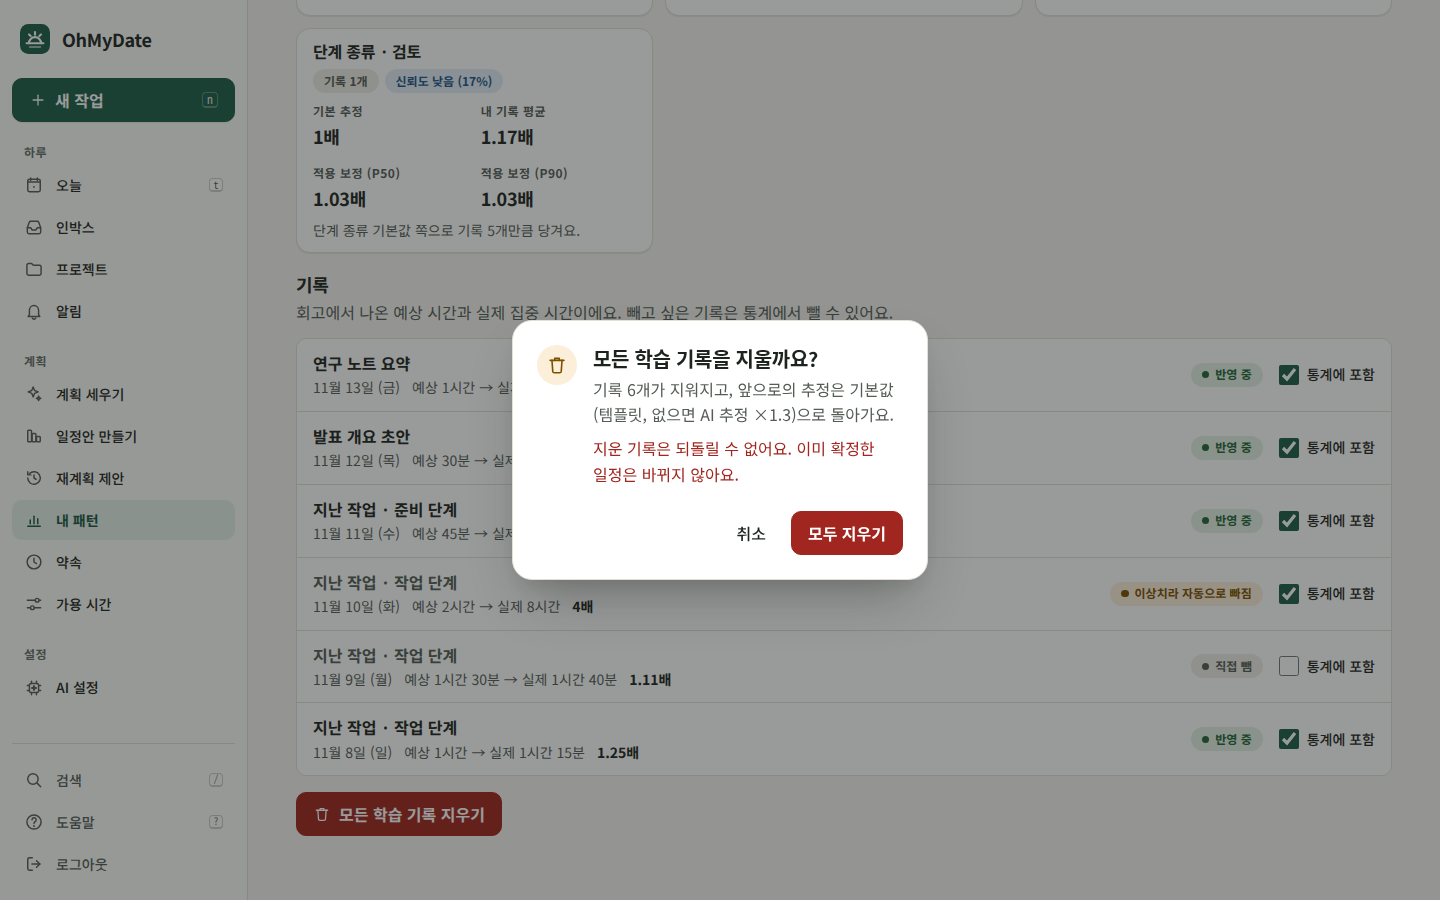 OhMyDate
새 작업
n
하루
오늘
t
인박스
프로젝트
알림
계획
계획 세우기
일정안 만들기
재계획 제안
내 패턴
약속
가용 시간
설정
AI 설정
검색
/
도움말
?
로그아웃
단계 종류 · 검토
기록 1개
신뢰도 낮음 (17%)
기본 추정
내 기록 평균
1배
1.17배
적용 보정 (P50)
적용 보정 (P90)
1.03배
1.03배
단계 종류 기본값 쪽으로 기록 5개만큼 당겨요.
기록
회고에서 나온 예상 시간과 실제 집중 시간이에요. 빼고 싶은 기록은 통계에서 뺄 수 있어요.
연구 노트 요약
11월 13일 (금) 예상 1시간 → 실
반영 중
통계에 포함
발표 개요 초안
11월 12일 (목) 예상 30분 → 실제
반영 중
통계에 포함
지난 작업 · 준비 단계
11월 11일 (수) 예상 45분 → 실제
반영 중
통계에 포함
지난 작업 · 작업 단계
11월 10일 (화) 예상 2시간 → 실제 8시간 4배
이상치라 자동으로 빠짐
통계에 포함
지난 작업 · 작업 단계
11월 9일 (월) 예상 1시간 30분 → 실제 1시간 40분 1.11배
직접 뺌
통계에 포함
지난 작업 · 작업 단계
11월 8일 (일) 예상 1시간 → 실제 1시간 15분 1.25배
반영 중
통계에 포함
모든 학습 기록 지우기
모든 학습 기록을 지울까요?
기록 6개가 지워지고, 앞으로의 추정은 기본값
(템플릿, 없으면 AI 추정 ×1.3)으로 돌아가요.
지운 기록은 되돌릴 수 없어요. 이미 확정한
일정은 바뀌지 않아요.
취소
모두 지우기